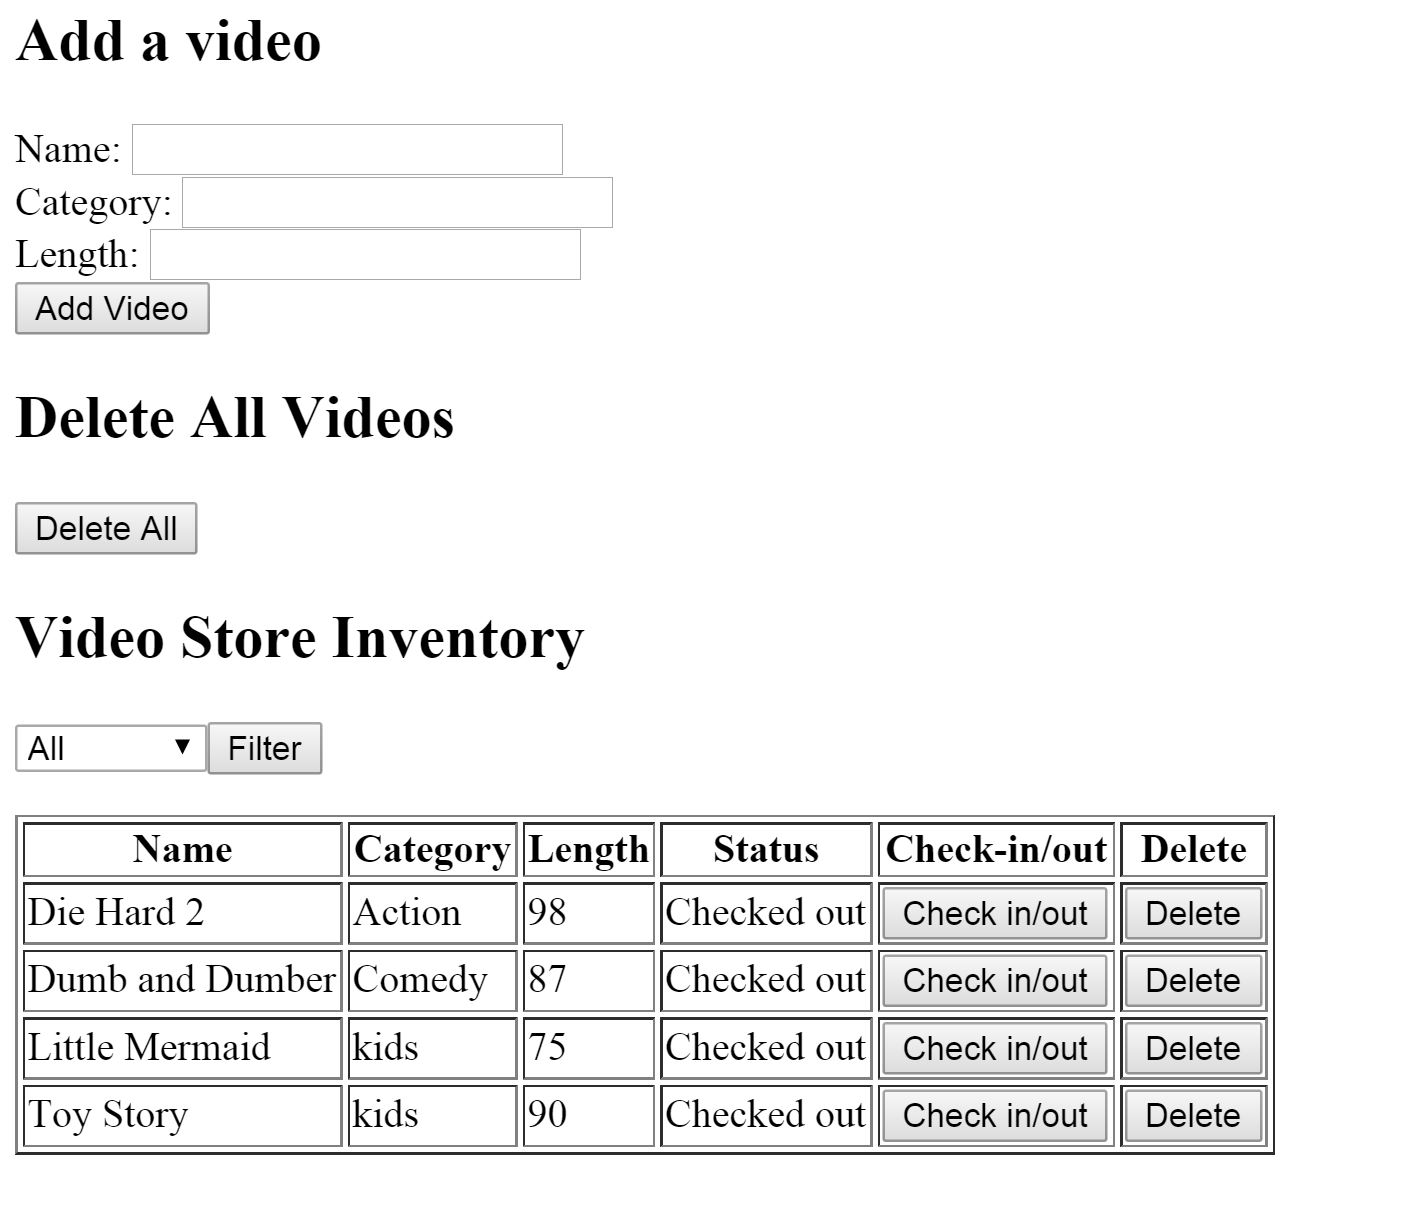 Add a video
Name:
Category:
Length:
Add Video
Delete All Videos
Delete All
Video Store Inventory
All Filter
Name Category Length Status Check-in/out Delete
Die Hard 2 Action 98 Checked out Check in/out Delete
Dumb and Dumber Comedy 87 Checked out Check in/out Delete
Little Mermaid kids 75 Checked out Check in/out Delete
Toy Story kids 90 Checked out Check in/out Delete